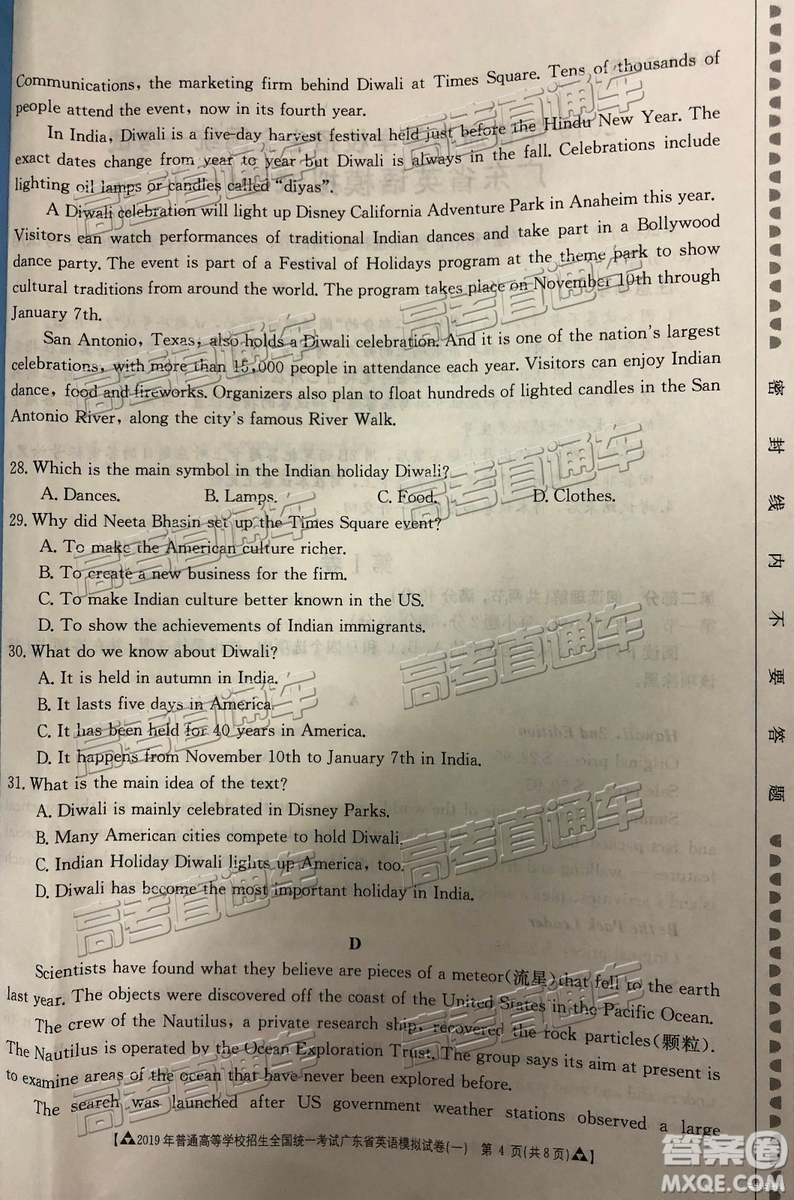 Communications, the marketing firm behind Diwali at Times Square. Tens of thousands of
people attend the event, now in its fourth year.
In India, Diwali is a five-day harvest festival held just before the Hindu New Year. The
exact dates change from year to year but Diwali is always in the fall. Celebrations include
lighting oil lamps or candles called "diyas".
A Diwali celebration will light up Disney California Adventure Park in Anaheim this year.
Visitors can watch performances of traditional Indian dances and take part in a Bollywood
dance party. The event is part of a Festival of Holidays program at the theme park to show
cultural traditions from around the world. The program takes place on November 10th through
January 7th.
San Antonio, Texas, also holds a Diwali celebration. And it is one of the nation's largest
celebrations, with more than 15,000 people in attendance each year. Visitors can enjoy Indian
dance, food and fireworks. Organizers also plan to float hundreds of lighted candles in the San
Antonio River, along the city's famous River Walk.
28. Which is the main symbol in the Indian holiday Diwali?
A. Dances. B. Lamps. C. Food. D. Clothes.
29. Why did Neeta Bhasin set up the Times Square event?
A. To make the American culture richer.
B. To create a new business for the firm.
C. To make Indian culture better known in the US.
D. To show the achievements of Indian immigrants.
30. What do we know about Diwali?
A. It is held in autumn in India.
B. It lasts five days in America.
C. It has been held for 40 years in America.
D. It happens from November 10th to January 7th in India.
31. What is the main idea of the text?
A. Diwali is mainly celebrated in Disney Parks.
B. Many American cities compete to hold Diwali.
C. Indian Holiday Diwali lights up America, too.
D. Diwali has become the most important holiday in India.
D
Scientists have found what they believe are pieces of a meteor(流星)that fell to the earth
last year. The objects were discovered off the coast of the United States in the Pacific Ocean.
The crew of the Nautilus, a private research ship, recovered the rock particles(颗粒).
The Nautilus is operated by the Ocean Exploration Trust. The group says its aim at present is
to examine areas of the ocean that have never been explored before.
The search was launched after US government weather stations observed a large
【2019年普通高等学校招生全国统一考试广东省英语模拟试卷(一) 第 4 页(共 8 页)】
密封线内不要答题
高考直通车
答案圈
MXQE.COM